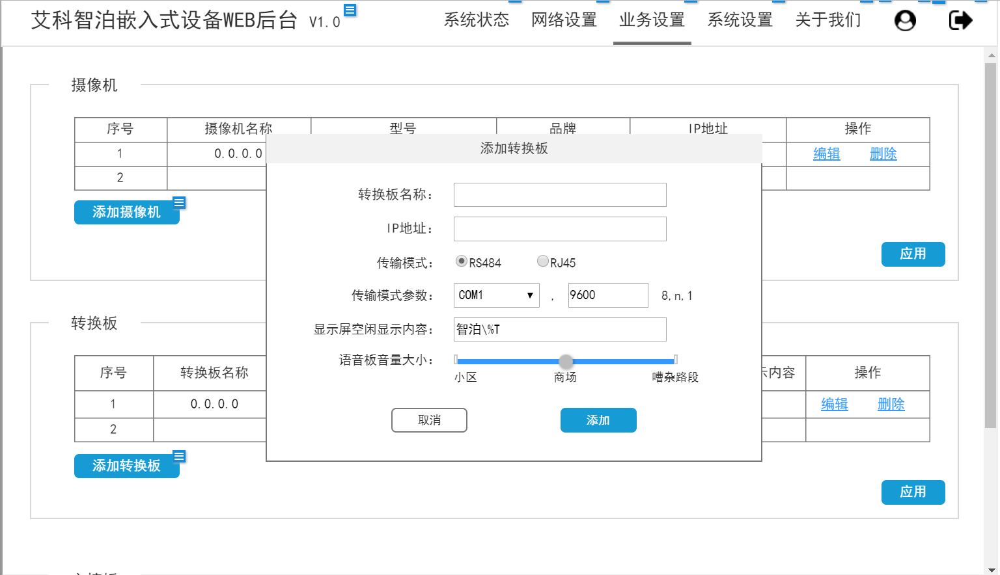 艾科智泊嵌入式设备WEB后台 V1.0
系统状态 网络设置 业务设置 系统设置 关于我们
摄像机
序号 摄像机名称 型号 品牌 IP地址 操作
1 0.0.0.0 编辑 删除
2
添加摄像机
应用
添加转换板
转换板名称：
IP地址：
传输模式： RS484 RJ45
传输模式参数： COM1 ， 9600 8,n,1
显示屏空闲显示内容： 智泊\%T
语音板音量大小：
小区 商场 嘈杂路段
取消 添加
转换板
序号 转换板名称 示内容 操作
1 0.0.0.0 编辑 删除
2
添加转换板
应用